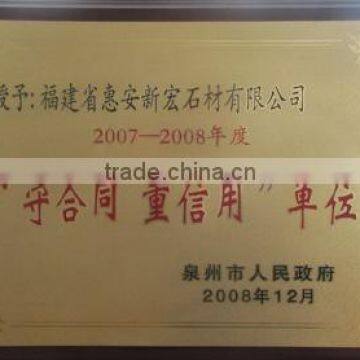 授予:福建省惠安新宏石材有限公司
2007—2008年度
trade.china.cn
"守合同 重信用"单位
泉州市人民政府
2008年12月